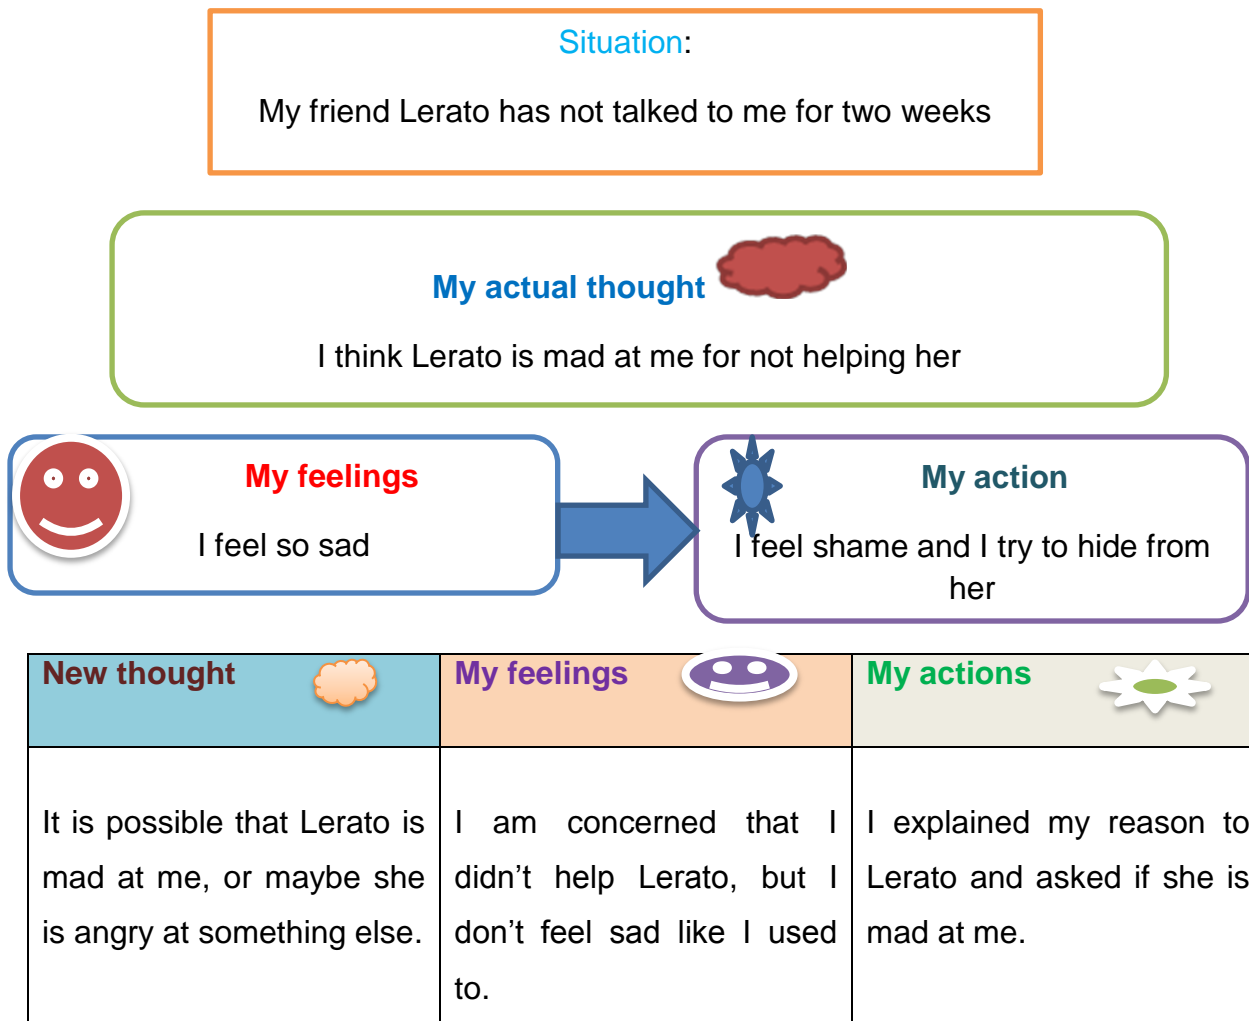 Situation:
My friend Lerato has not talked to me for two weeks
My actual thought
I think Lerato is mad at me for not helping her
My feelings
I feel so sad
My action
I feel shame and I try to hide from
her
New thought
My feelings
My actions
It is possible that Lerato is
mad at me, or maybe she
is angry at something else.
I am concerned that I
didn’t help Lerato, but I
don’t feel sad like I used
to.
I explained my reason to
Lerato and asked if she is
mad at me.